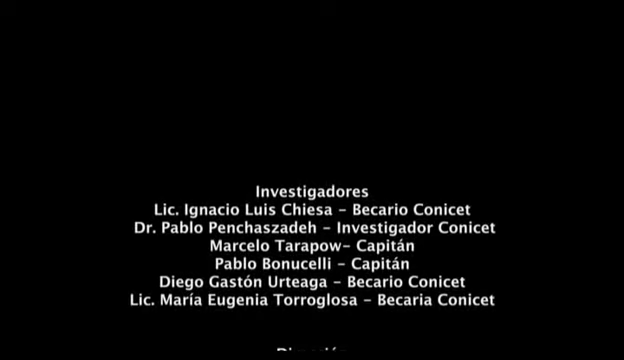 Investigadores
Lic. Ignacio Luis Chiesa - Becario Conicet
Dr. Pablo Penchaszadeh - Investigador Conicet
Marcelo Tarapow- Capitán
Pablo Bonucelli - Capitán
Diego Gastón Urteaga - Becario Conicet
Lic. María Eugenia Torroglosa - Becaria Conicet